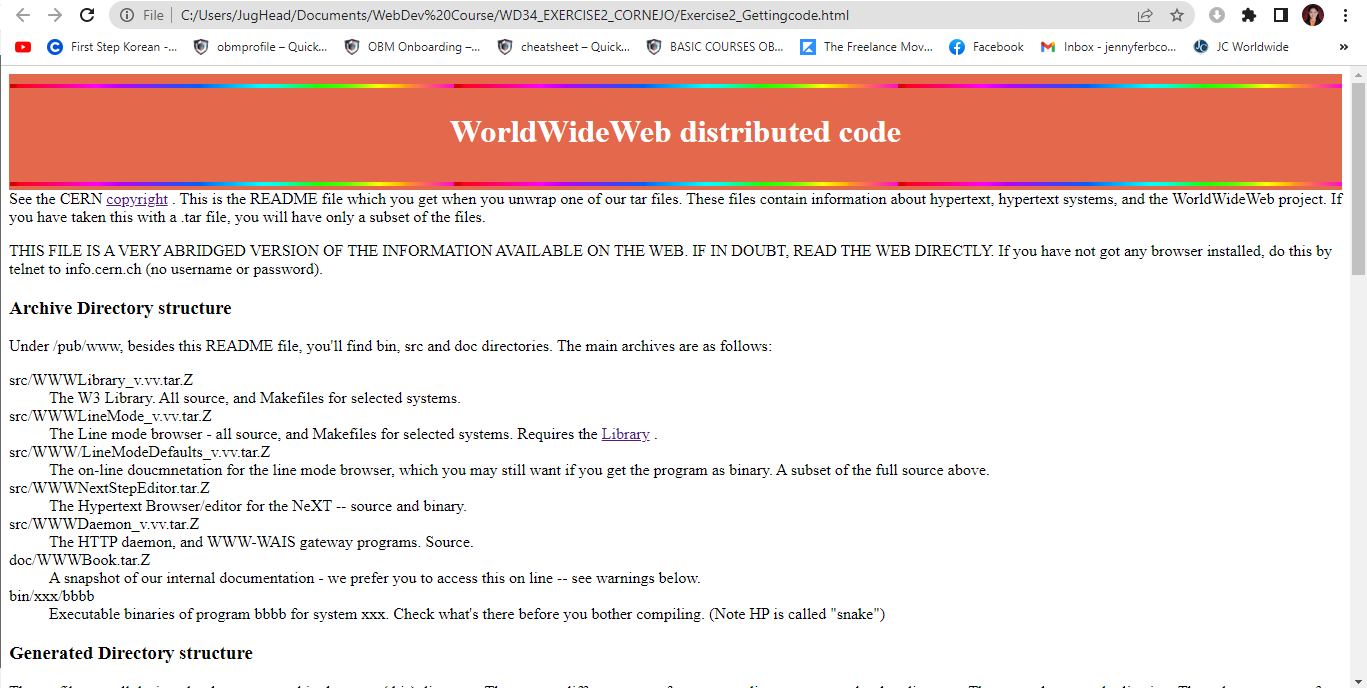 File | C:/Users/JugHead/Documents/WebDev%20Course/WD34_EXERCISE2_CORNEJO/Exercise2_Gettingcode.html
First Step Korean -... obmprofile – Quick... OBM Onboarding –... cheatsheet – Quick... BASIC COURSES OB... The Freelance Mov... Facebook Inbox - jennyferbco... JC Worldwide »
WorldWideWeb distributed code
See the CERN copyright . This is the README file which you get when you unwrap one of our tar files. These files contain information about hypertext, hypertext systems, and the WorldWideWeb project. If
you have taken this with a .tar file, you will have only a subset of the files.
THIS FILE IS A VERY ABRIDGED VERSION OF THE INFORMATION AVAILABLE ON THE WEB. IF IN DOUBT, READ THE WEB DIRECTLY. If you have not got any browser installed, do this by
telnet to info.cern.ch (no username or password).
Archive Directory structure
Under /pub/www, besides this README file, you'll find bin, src and doc directories. The main archives are as follows:
src/WWWLibrary_v.vv.tar.Z
The W3 Library. All source, and Makefiles for selected systems.
src/WWWLineMode_v.vv.tar.Z
The Line mode browser - all source, and Makefiles for selected systems. Requires the Library .
src/WWW/LineModeDefaults_v.vv.tar.Z
The on-line doucmnetation for the line mode browser, which you may still want if you get the program as binary. A subset of the full source above.
src/WWWNextStepEditor.tar.Z
The Hypertext Browser/editor for the NeXT -- source and binary.
src/WWWDaemon_v.vv.tar.Z
The HTTP daemon, and WWW-WAIS gateway programs. Source.
doc/WWWBook.tar.Z
A snapshot of our internal documentation - we prefer you to access this on line -- see warnings below.
bin/xxx/bbbb
Executable binaries of program bbbb for system xxx. Check what's there before you bother compiling. (Note HP is called "snake")
Generated Directory structure